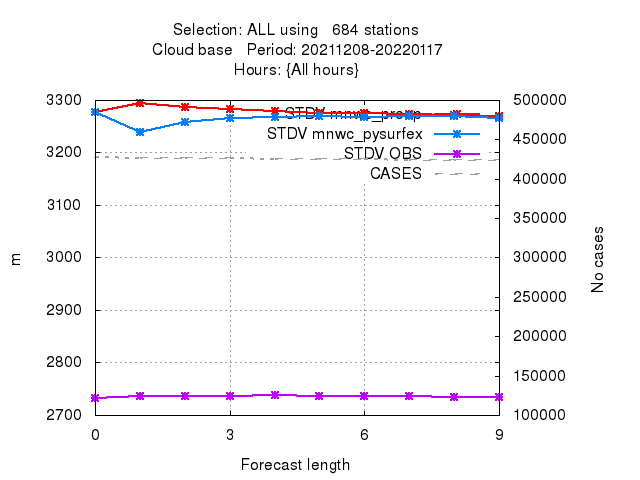 Selection: ALL using 684 stations
Cloud base Period: 20211208-20220117
Hours: {All hours}
3300
3200
3100
3000
2900
2800
2700
500000
450000
400000
350000
300000
250000
200000
150000
100000
0 3 6 9
m
No cases
Forecast length
STDV
STDV mnwc_pysurfex
STDV OBS
CASES